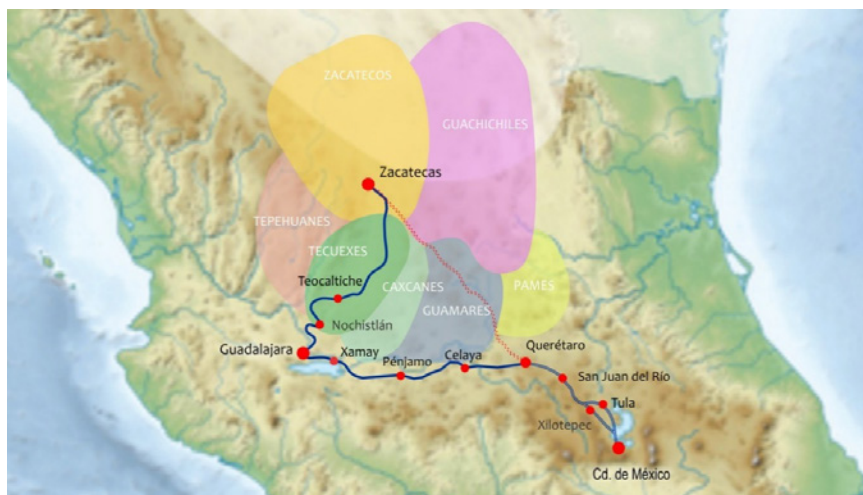 ZACATECOS
GUACHICHILES
Zacatecas
TEPEHUANES
TECUEXES
Teocaltiche
CAXCANES
PAMES
GUAMARES
Nochistlán
Guadalajara
Xamay
Pénjamo
Celaya
Querétaro
San Juan del Río
Tula
Xilotepec
Cd. de México